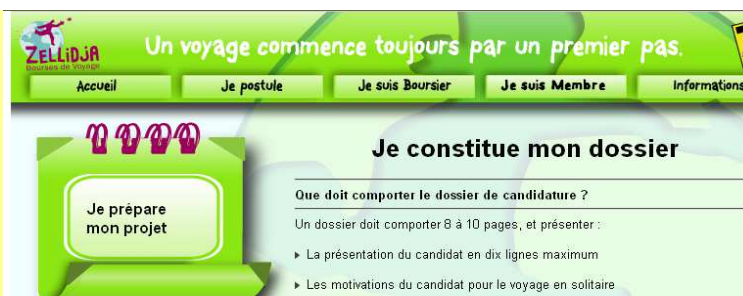 ZELLiDJA
Bourses de Voyage
Un voyage commence toujours par un premier pas.
Accueil
Je postule
Je suis Boursier
Je suis Membre
Informations
Je prépare
mon projet
Je constitue mon dossier
Que doit comporter le dossier de candidature ?
Un dossier doit comporter 8 à 10 pages, et présenter :
La présentation du candidat en dix lignes maximum
Les motivations du candidat pour le voyage en solitaire